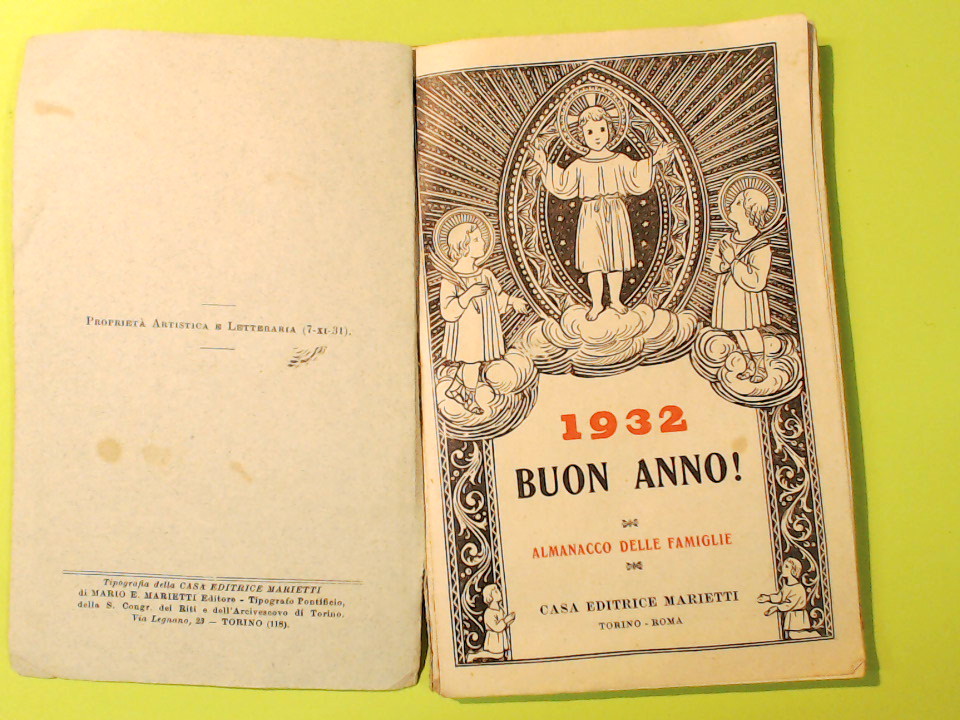 Proprietà Artistica e Letteraria (7-xi-31).
Tipografia della CASA EDITRICE MARIETTI
di MARIO E. MARIETTI Editore - Tipografo Pontificio,
della S. Congr. dei Riti e dell'Arcivescovo di Torino.
Via Legnano, 23 — TORINO (118).
1932
BUON ANNO!
ALMANACCO DELLE FAMIGLIE
CASA EDITRICE MARIETTI
TORINO - ROMA